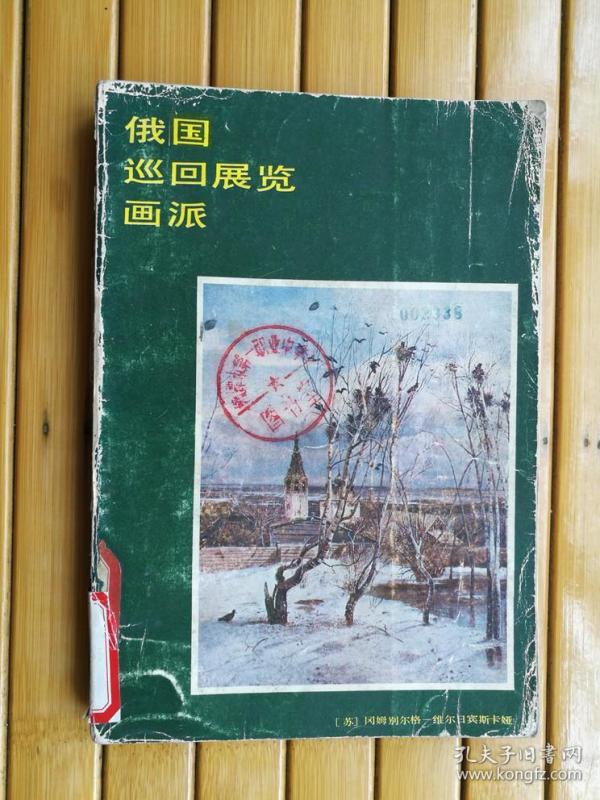 俄国
巡回展览
画派
002335
[苏] 冈姆别尔格—维尔日宾斯卡娅
孔夫子旧书网
www.kongfz.com